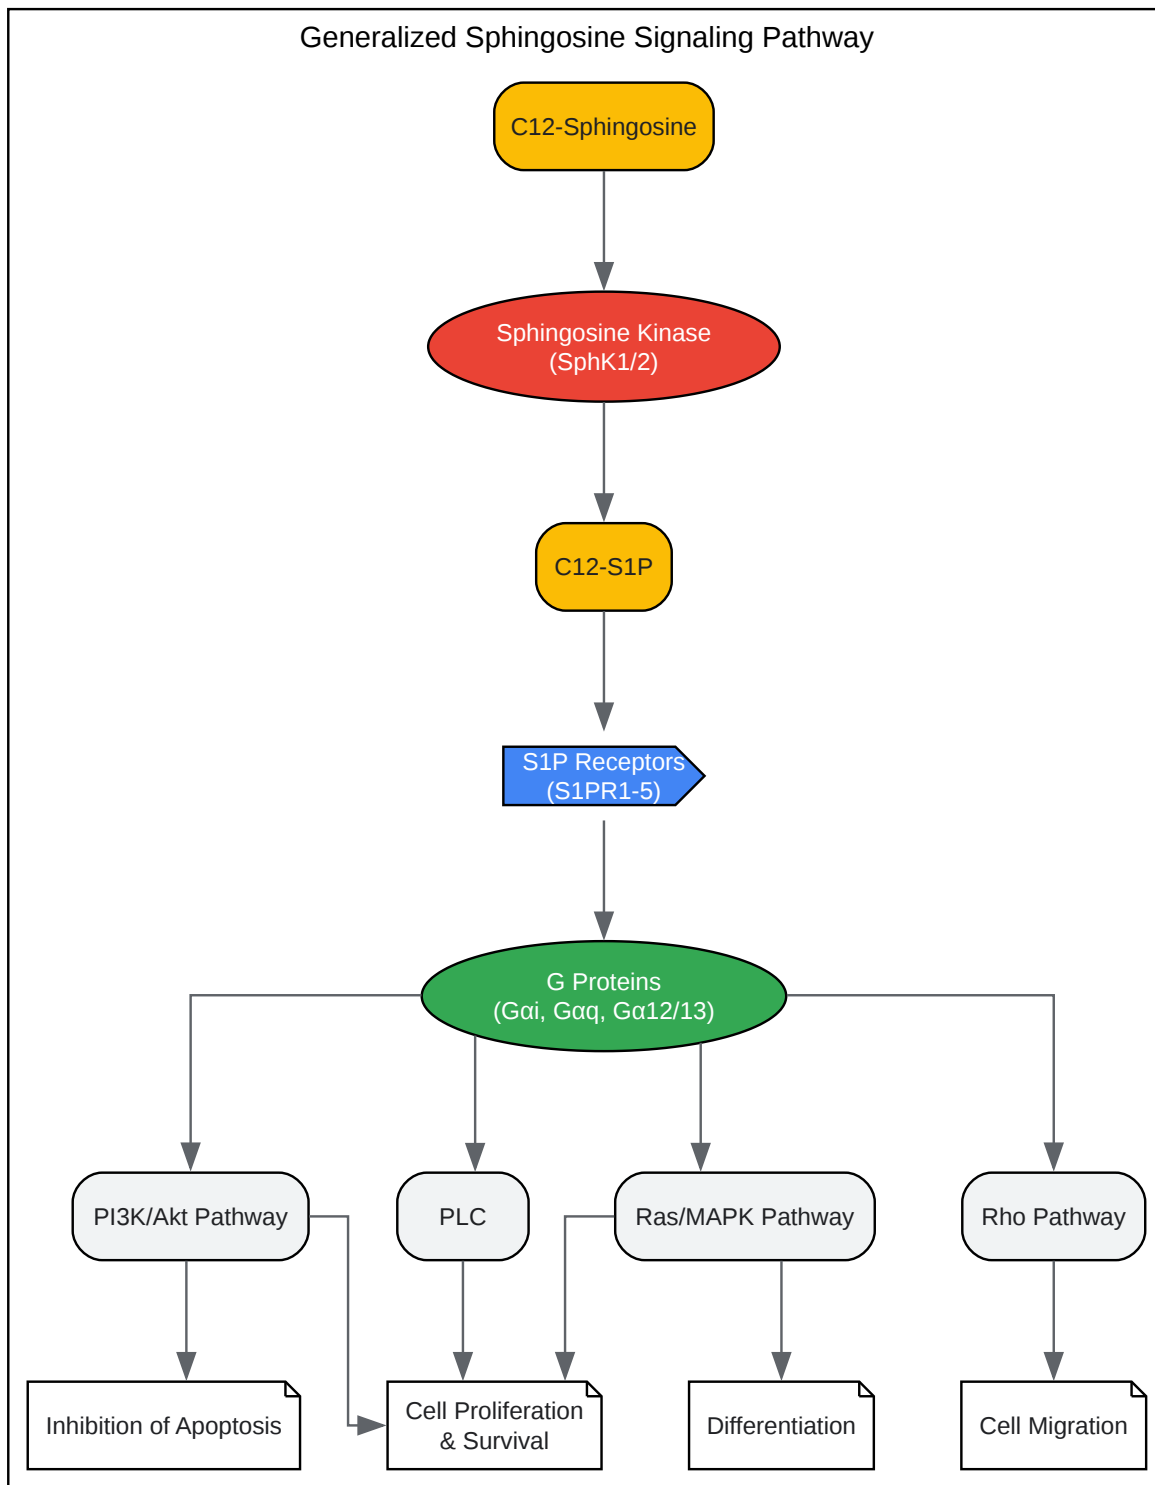 Generalized Sphingosine Signaling Pathway
C12-Sphingosine
Sphingosine Kinase
(SphK1/2)
C12-S1P
S1P Receptors
(S1PR1-5)
G Proteins
(Gαi, Gαq, Gα12/13)
PI3K/Akt Pathway
PLC
Ras/MAPK Pathway
Rho Pathway
Inhibition of Apoptosis
Cell Proliferation
& Survival
Differentiation
Cell Migration